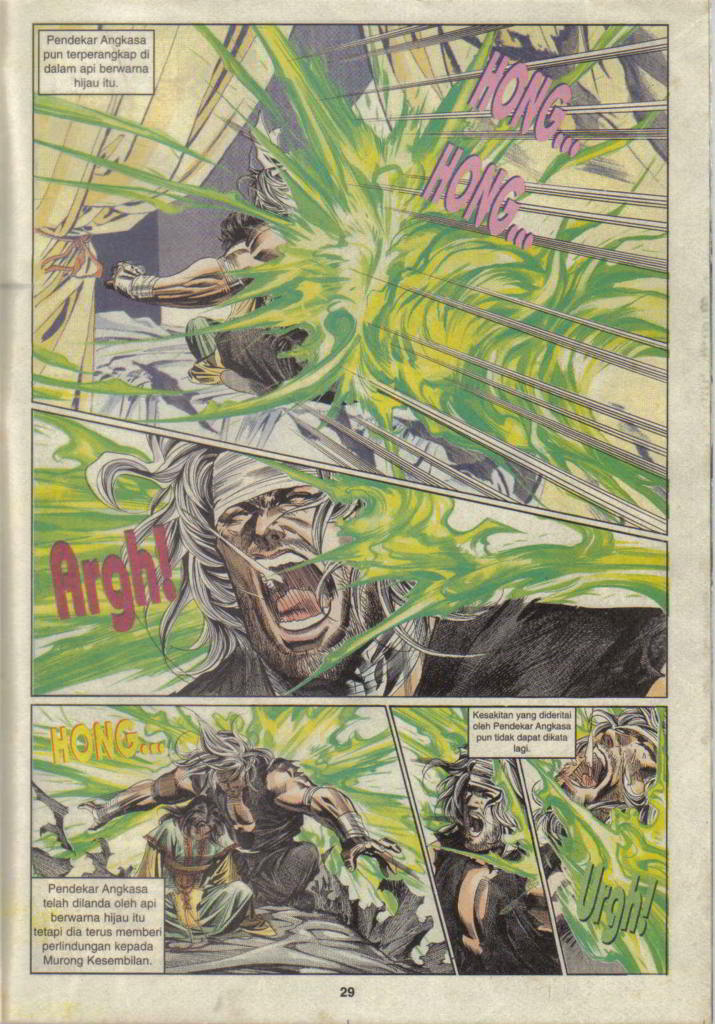 Pendekar Angkasa
pun terperangkap di
dalam api berwarna
hijau itu.
HONG...
HONG...
Argh!
HONG...
Pendekar Angkasa
telah dilanda oleh api
berwarna hijau itu
tetapi dia terus memberi
perlindungan kepada
Murong Kesembilan.
Kesakitan yang dideritai
oleh Pendekar Angkasa
pun tidak dapat dikata
lagi.
Urgh!
29